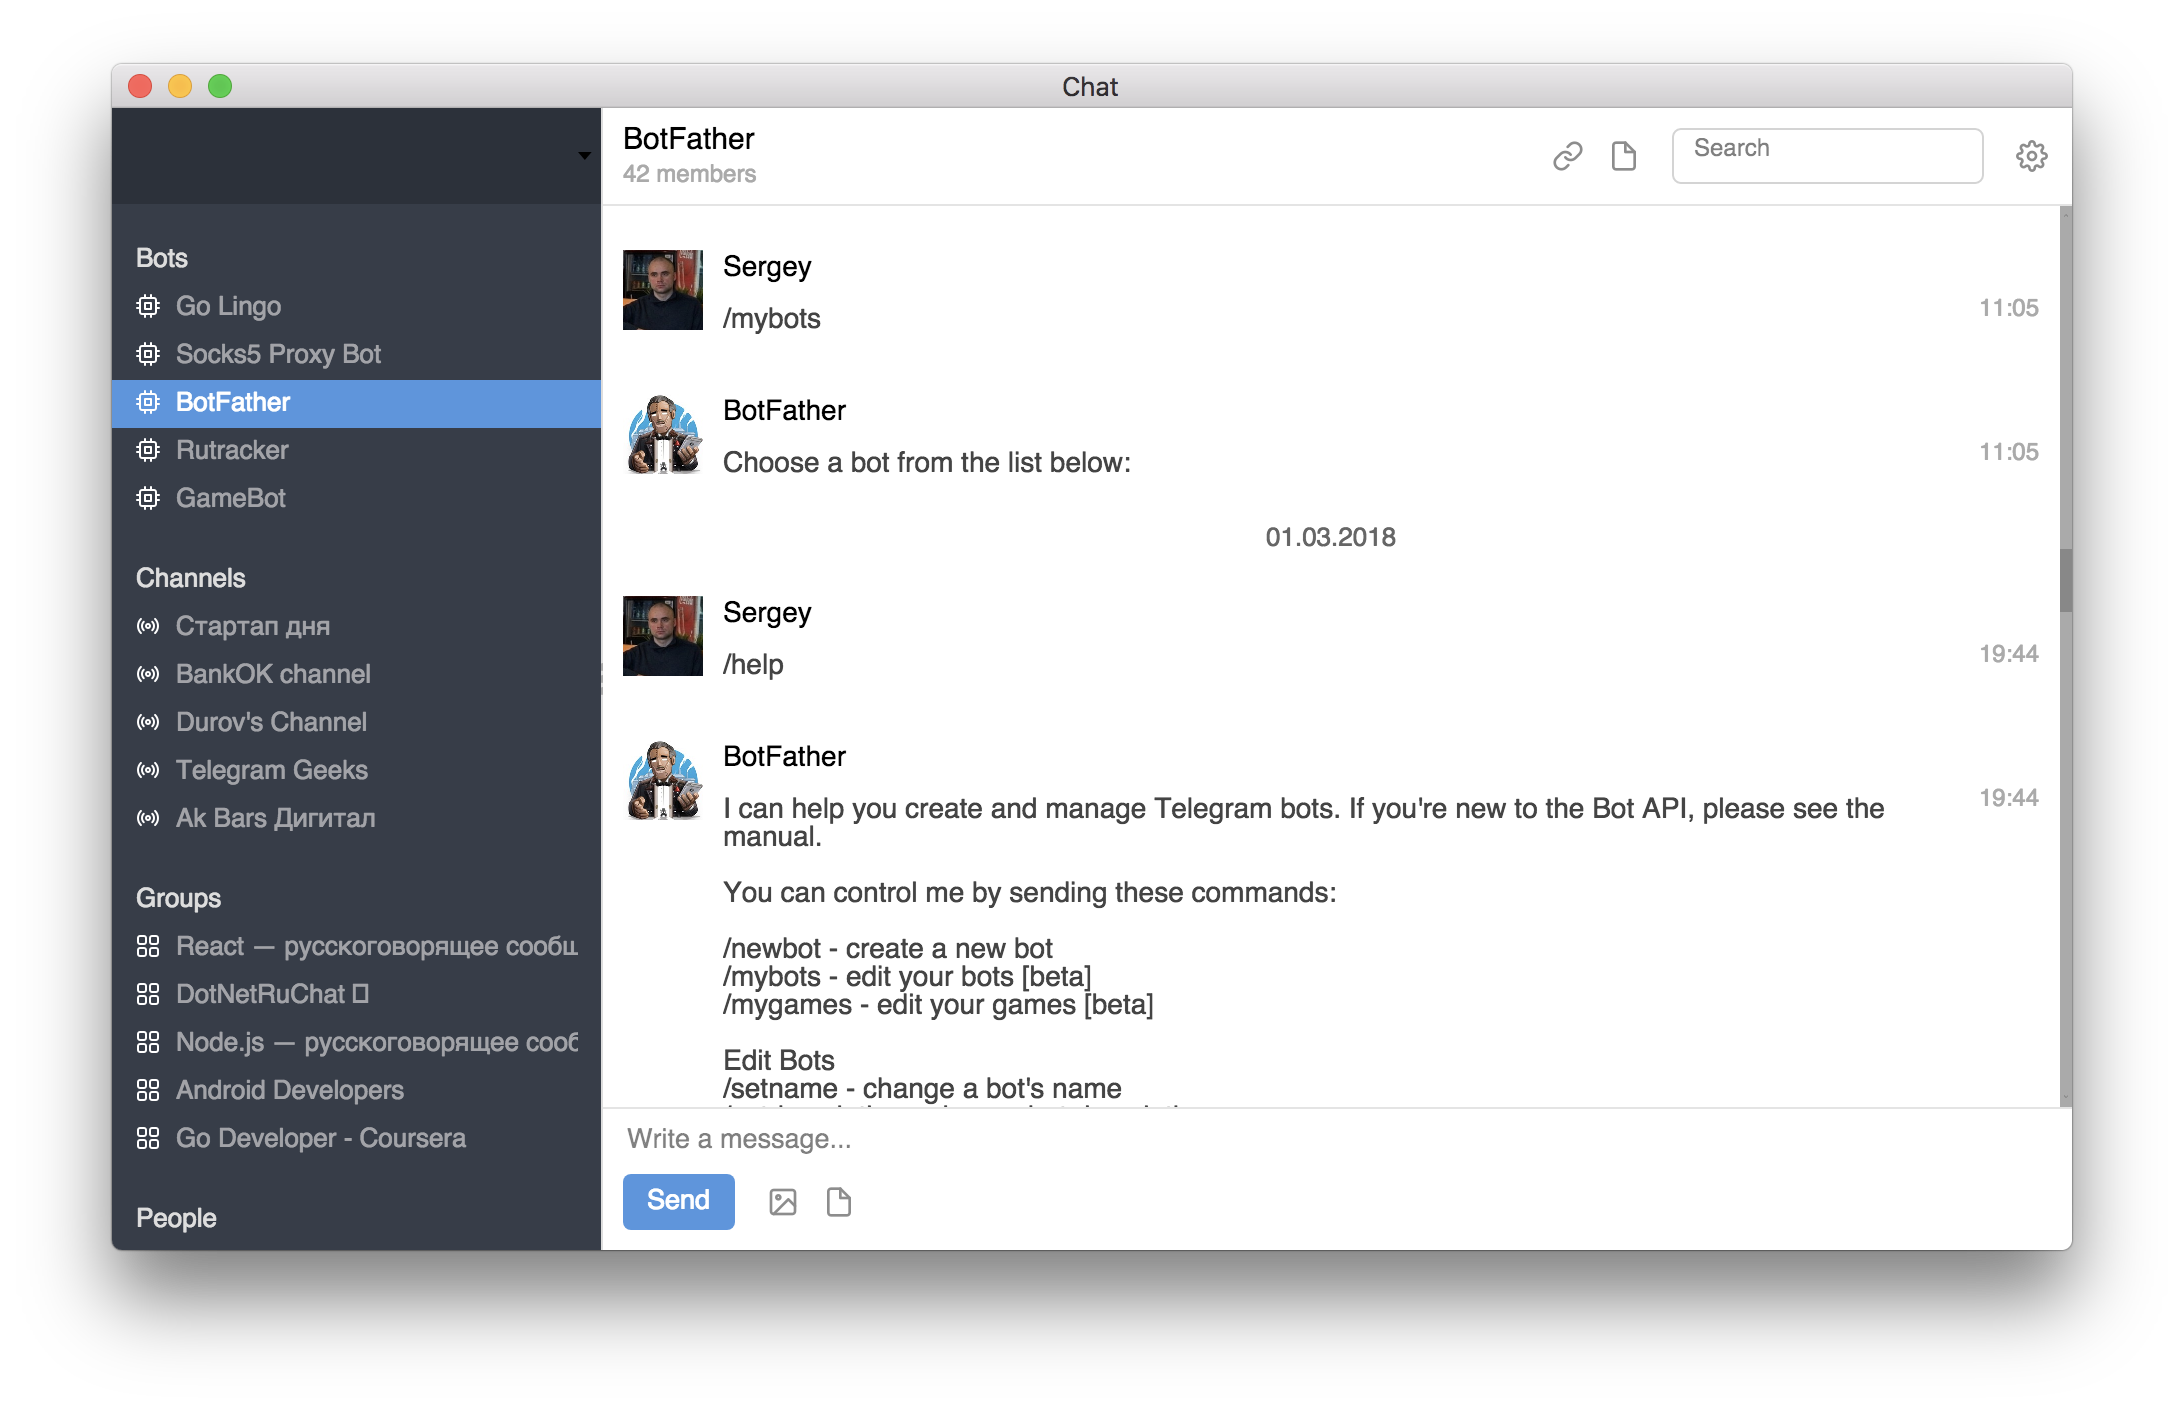 Chat
Bots
Go Lingo
Socks5 Proxy Bot
BotFather
Rutracker
GameBot
Channels
Стартап дня
BankOK channel
Durov's Channel
Telegram Geeks
Ak Bars Дигитал
Groups
React — русскоговорящее сообщ
DotNetRuChat
Node.js — русскоговорящее сооб
Android Developers
Go Developer - Coursera
People
BotFather
42 members
Search
Sergey
/mybots
11:05
BotFather
Choose a bot from the list below:
11:05
01.03.2018
Sergey
/help
19:44
BotFather
I can help you create and manage Telegram bots. If you're new to the Bot API, please see the
manual.
19:44
You can control me by sending these commands:
/newbot - create a new bot
/mybots - edit your bots [beta]
/mygames - edit your games [beta]
Edit Bots
/setname - change a bot's name
Write a message...
Send